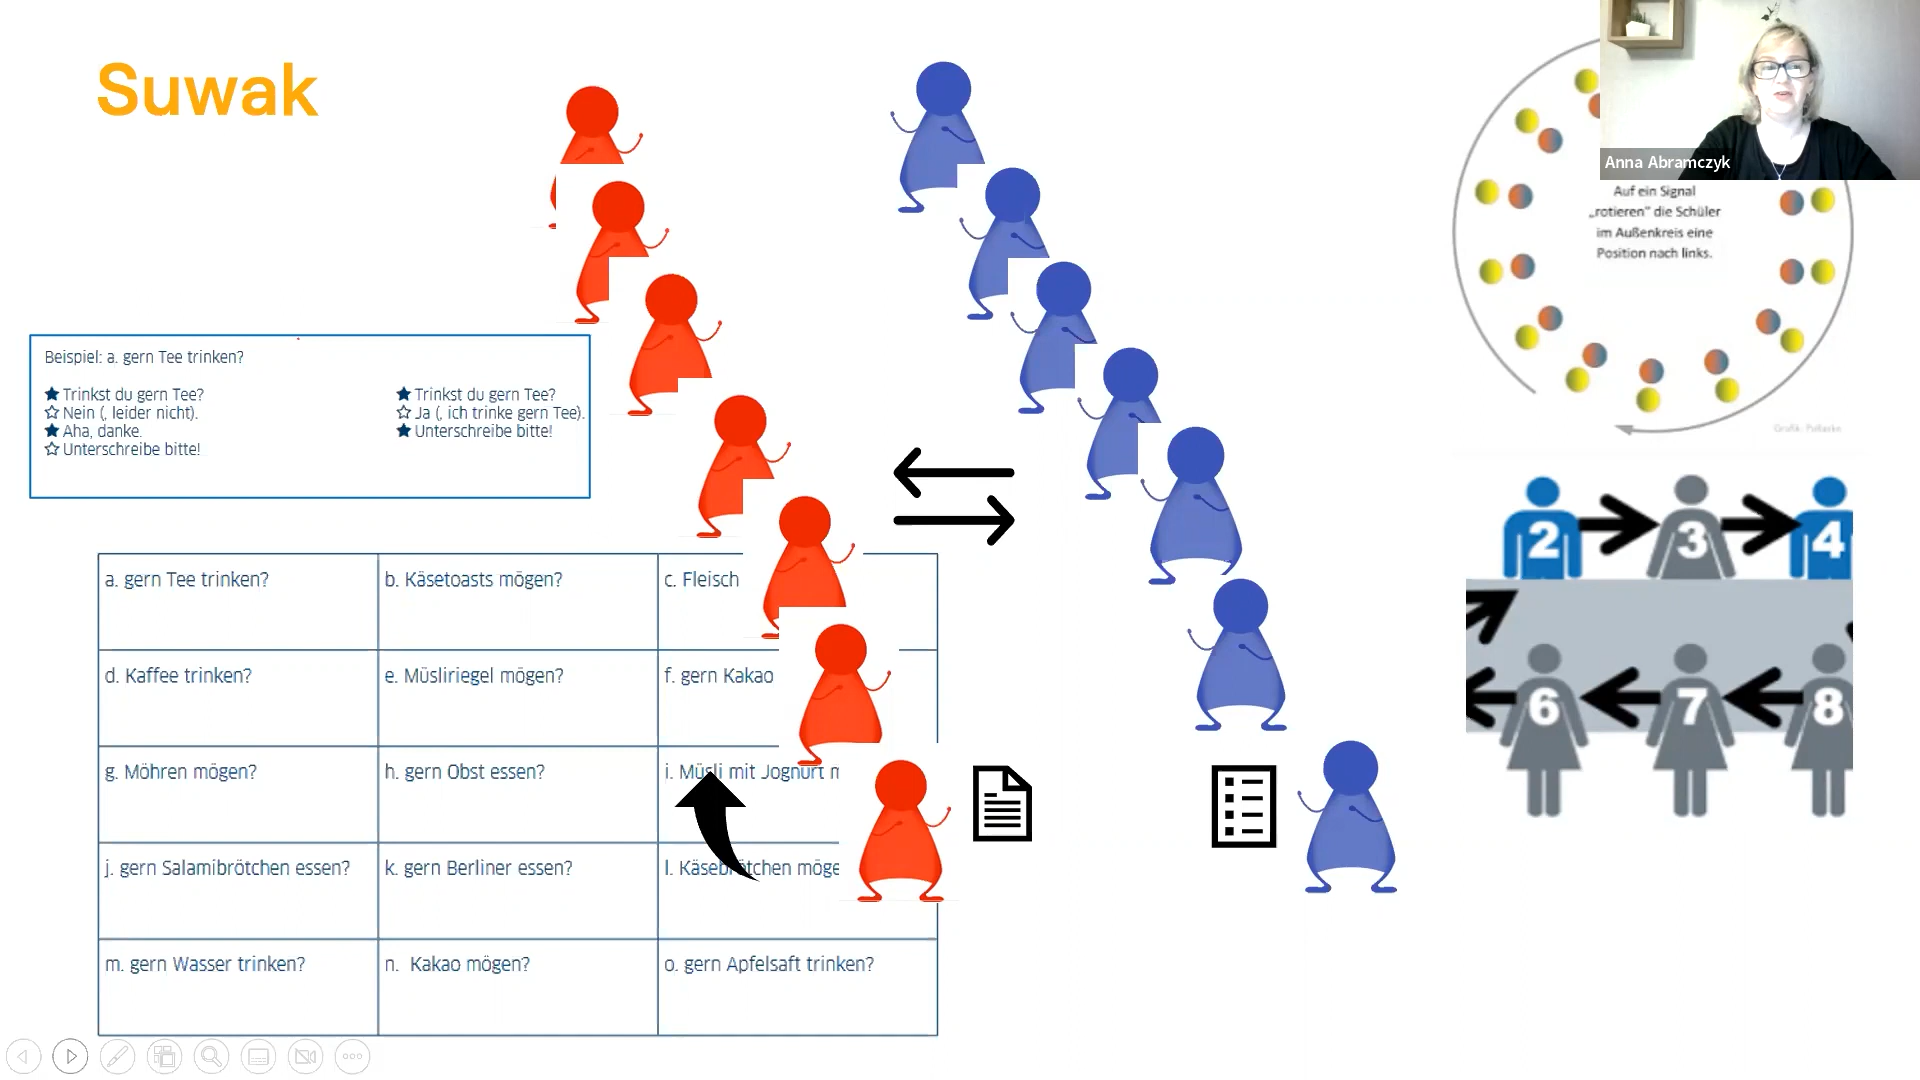 Suwak
Beispiel: a. gern Tee trinken?
★ Trinkst du gern Tee?
☆ Nein (, leider nicht).
★ Aha, danke.
☆ Unterschreibe bitte!
★ Trinkst du gern Tee?
☆ Ja (, ich trinke gern Tee).
★ Unterschreibe bitte!
a. gern Tee trinken?
b. Käsetoasts mögen?
c. Fleisch
d. Kaffee trinken?
e. Müsliriegel mögen?
f. gern Kakao
g. Möhren mögen?
h. gern Obst essen?
i. Müsli mit Joghurt m
j. gern Salamibrötchen essen?
k. gern Berliner essen?
l. Käsebrötchen möge
m. gern Wasser trinken?
n. Kakao mögen?
o. gern Apfelsaft trinken?
Anna Abramczyk
Auf ein Signal
„rotieren" die Schüler
im Außenkreis eine
Position nach links.
2 3 4
6 7 8